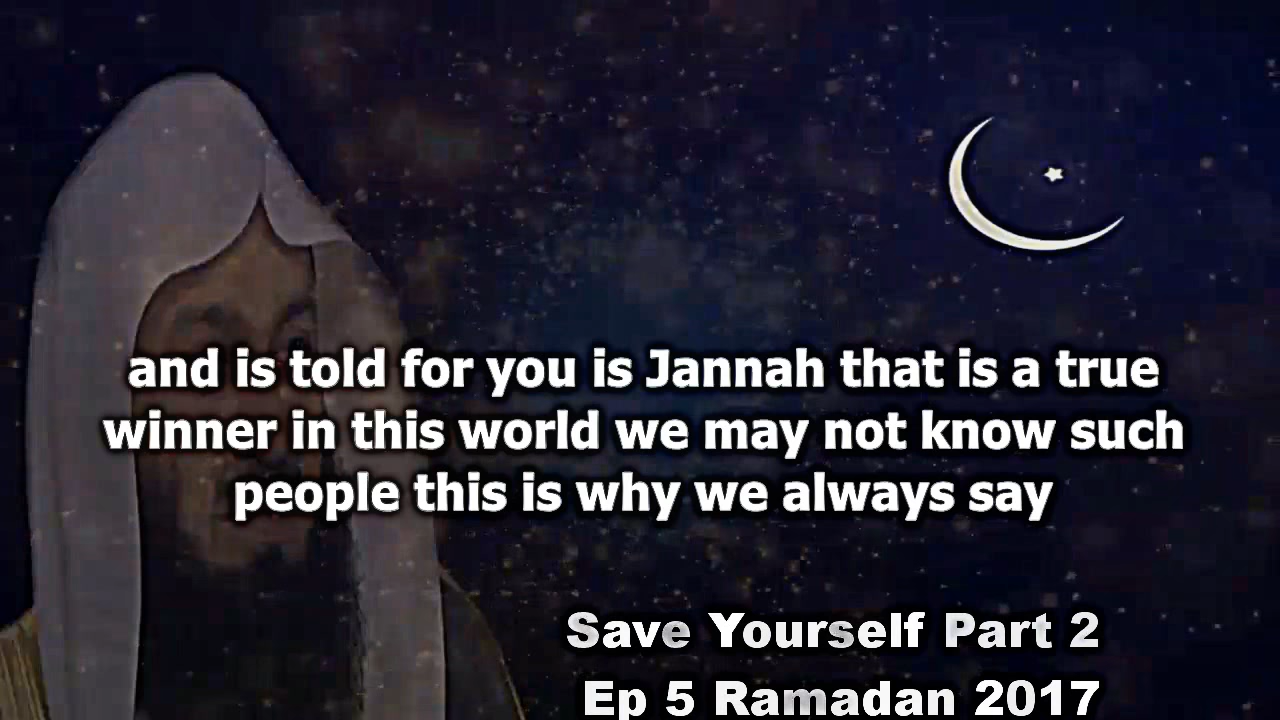 and is told for you is Jannah that is a true
winner in this world we may not know such
people this is why we always say
Save Yourself Part 2
Ep 5 Ramadan 2017